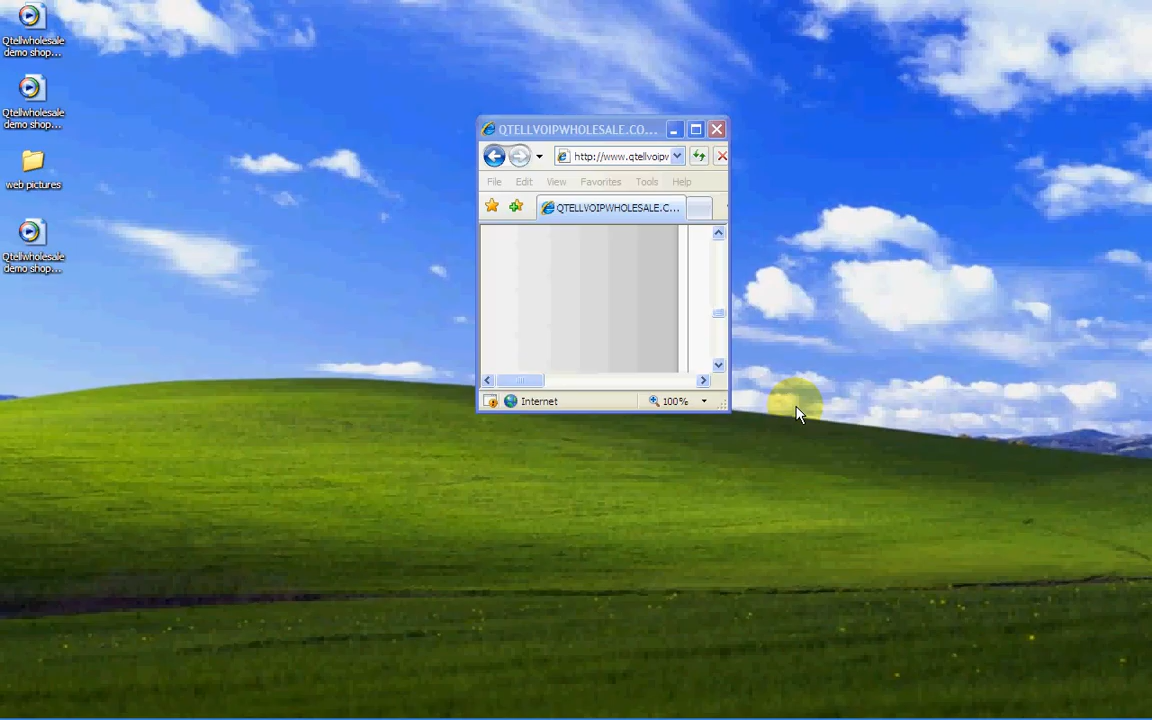 Qtellwholesale
demo shop...
Qtellwholesale
demo shop...
web pictures
Qtellwholesale
demo shop...
QTELLVOIPWHOLESALE.CO...
http://www.qtellvoipw
File Edit View Favorites Tools Help
QTELLVOIPWHOLESALE.C...
Internet
100%